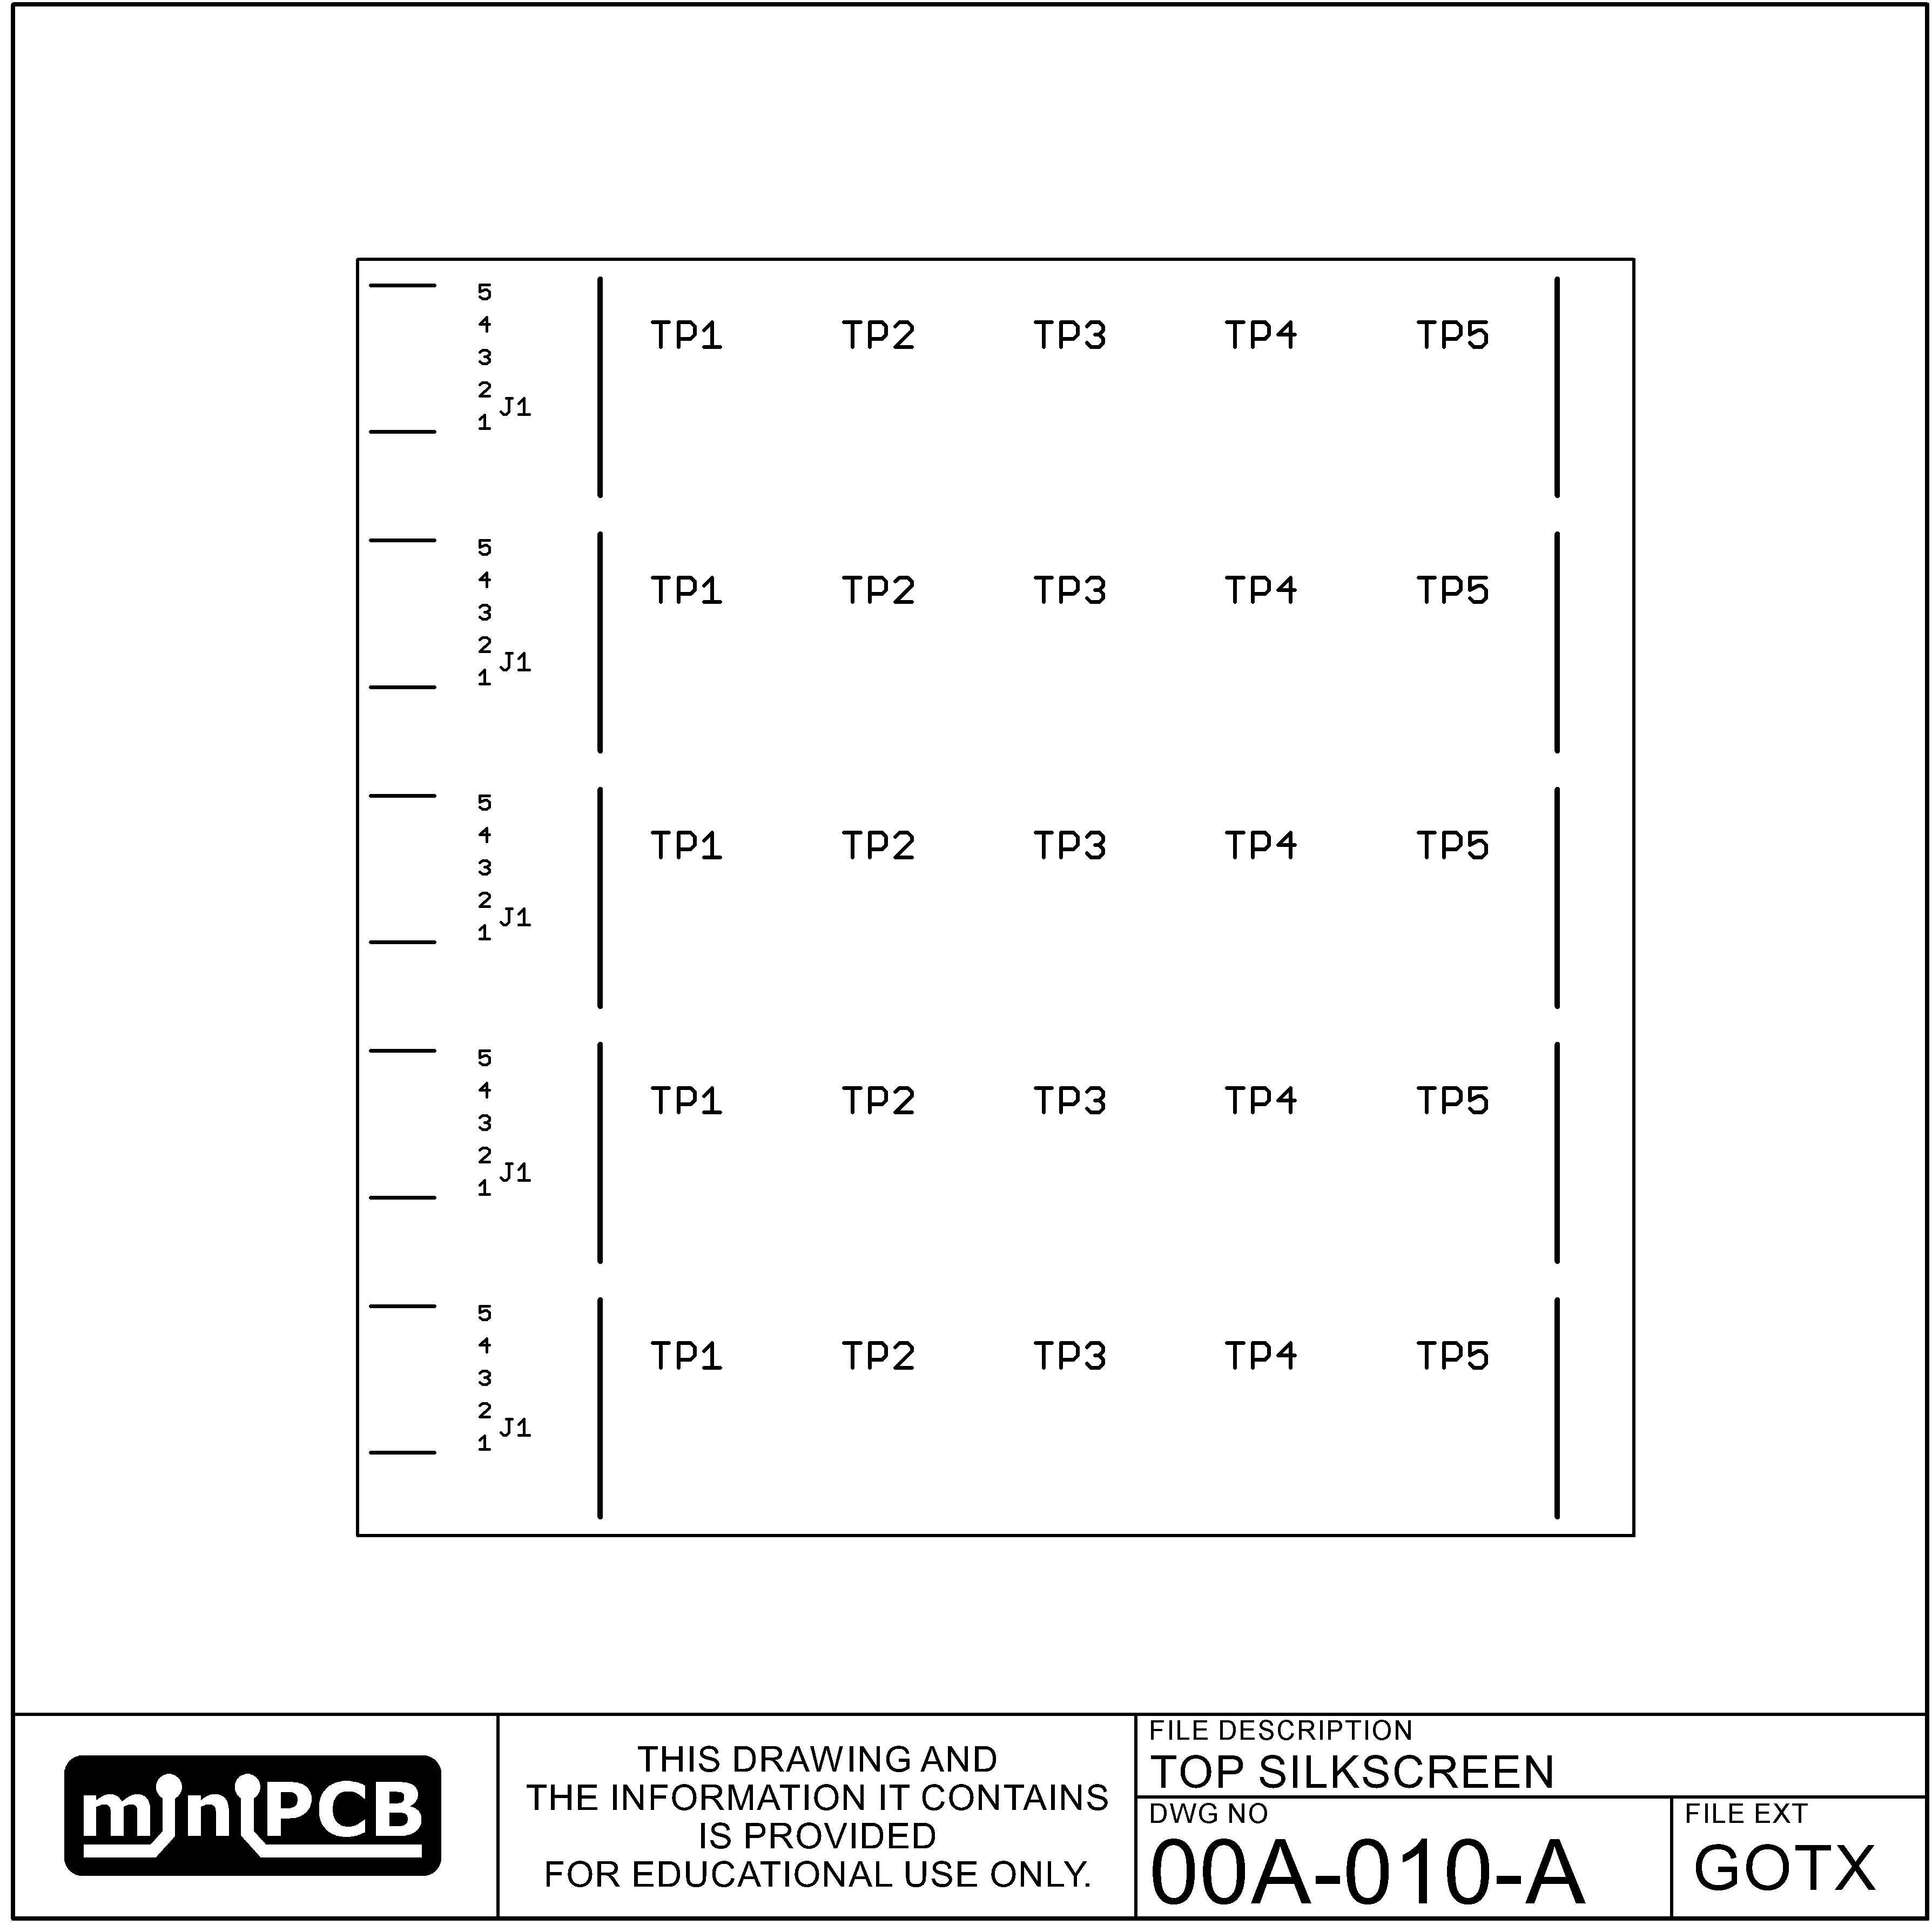 5
4
3
2
1
J1
TP1 TP2 TP3 TP4 TP5
5
4
3
2
1
J1
TP1 TP2 TP3 TP4 TP5
5
4
3
2
1
J1
TP1 TP2 TP3 TP4 TP5
5
4
3
2
1
J1
TP1 TP2 TP3 TP4 TP5
5
4
3
2
1
J1
TP1 TP2 TP3 TP4 TP5
miniPCB
THIS DRAWING AND
THE INFORMATION IT CONTAINS
IS PROVIDED
FOR EDUCATIONAL USE ONLY.
FILE DESCRIPTION
TOP SILKSCREEN
DWG NO
00A-010-A
FILE EXT
GOTX